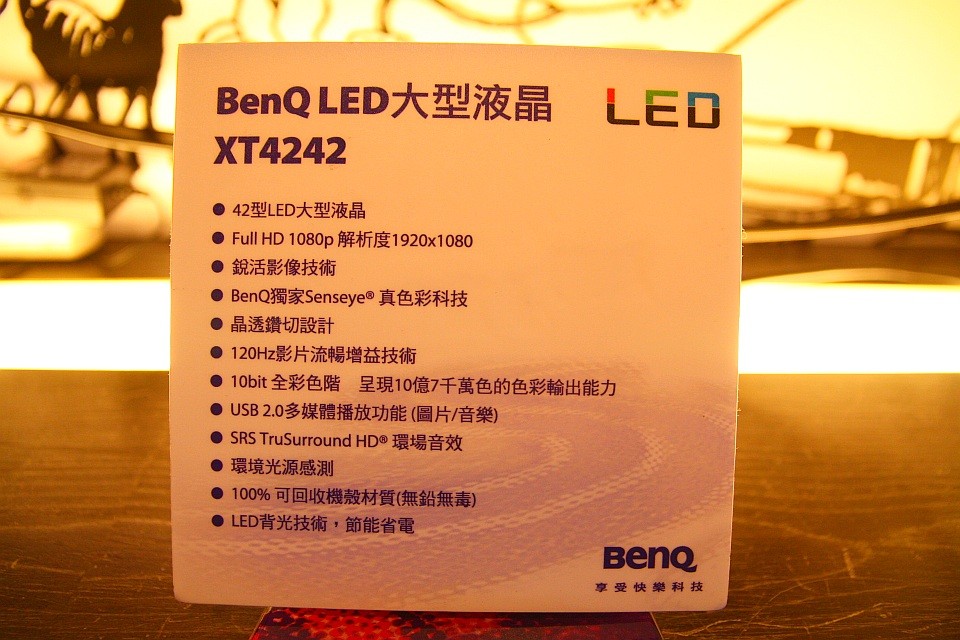 BenQ LED大型液晶
LED
XT4242
● 42型LED大型液晶
● Full HD 1080p 解析度1920x1080
● 銳活影像技術
● BenQ獨家Senseye® 真色彩科技
● 晶透鑽切設計
● 120Hz影片流暢增益技術
● 10bit 全彩色階　呈現10億7千萬色的色彩輸出能力
● USB 2.0多媒體播放功能 (圖片/音樂)
● SRS TruSurround HD® 環場音效
● 環境光源感測
● 100% 可回收機殼材質(無鉛無毒)
● LED背光技術，節能省電
BenQ
享受快樂科技